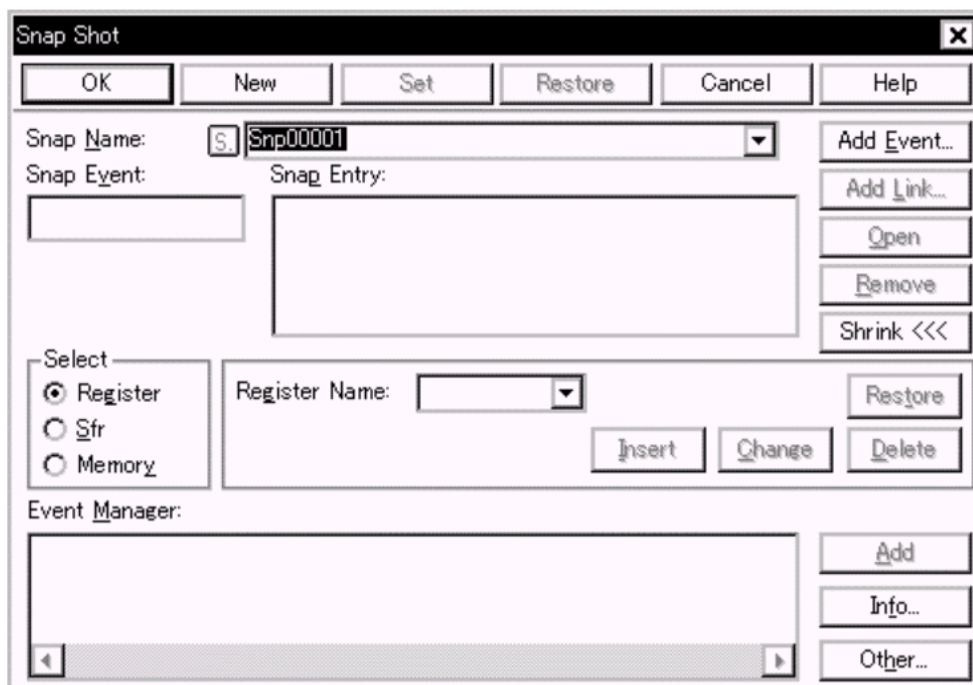 Snap Shot
OK New Set Restore Cancel Help
Snap Name: S. Snp00001 Add Event...
Snap Event: Snap Entry: Add Link...
Open
Remove
Shrink <<<
Select
Register Register Name: Restore
Sfr
Insert Change Delete
Memory
Event Manager:
Add
Info...
Other...